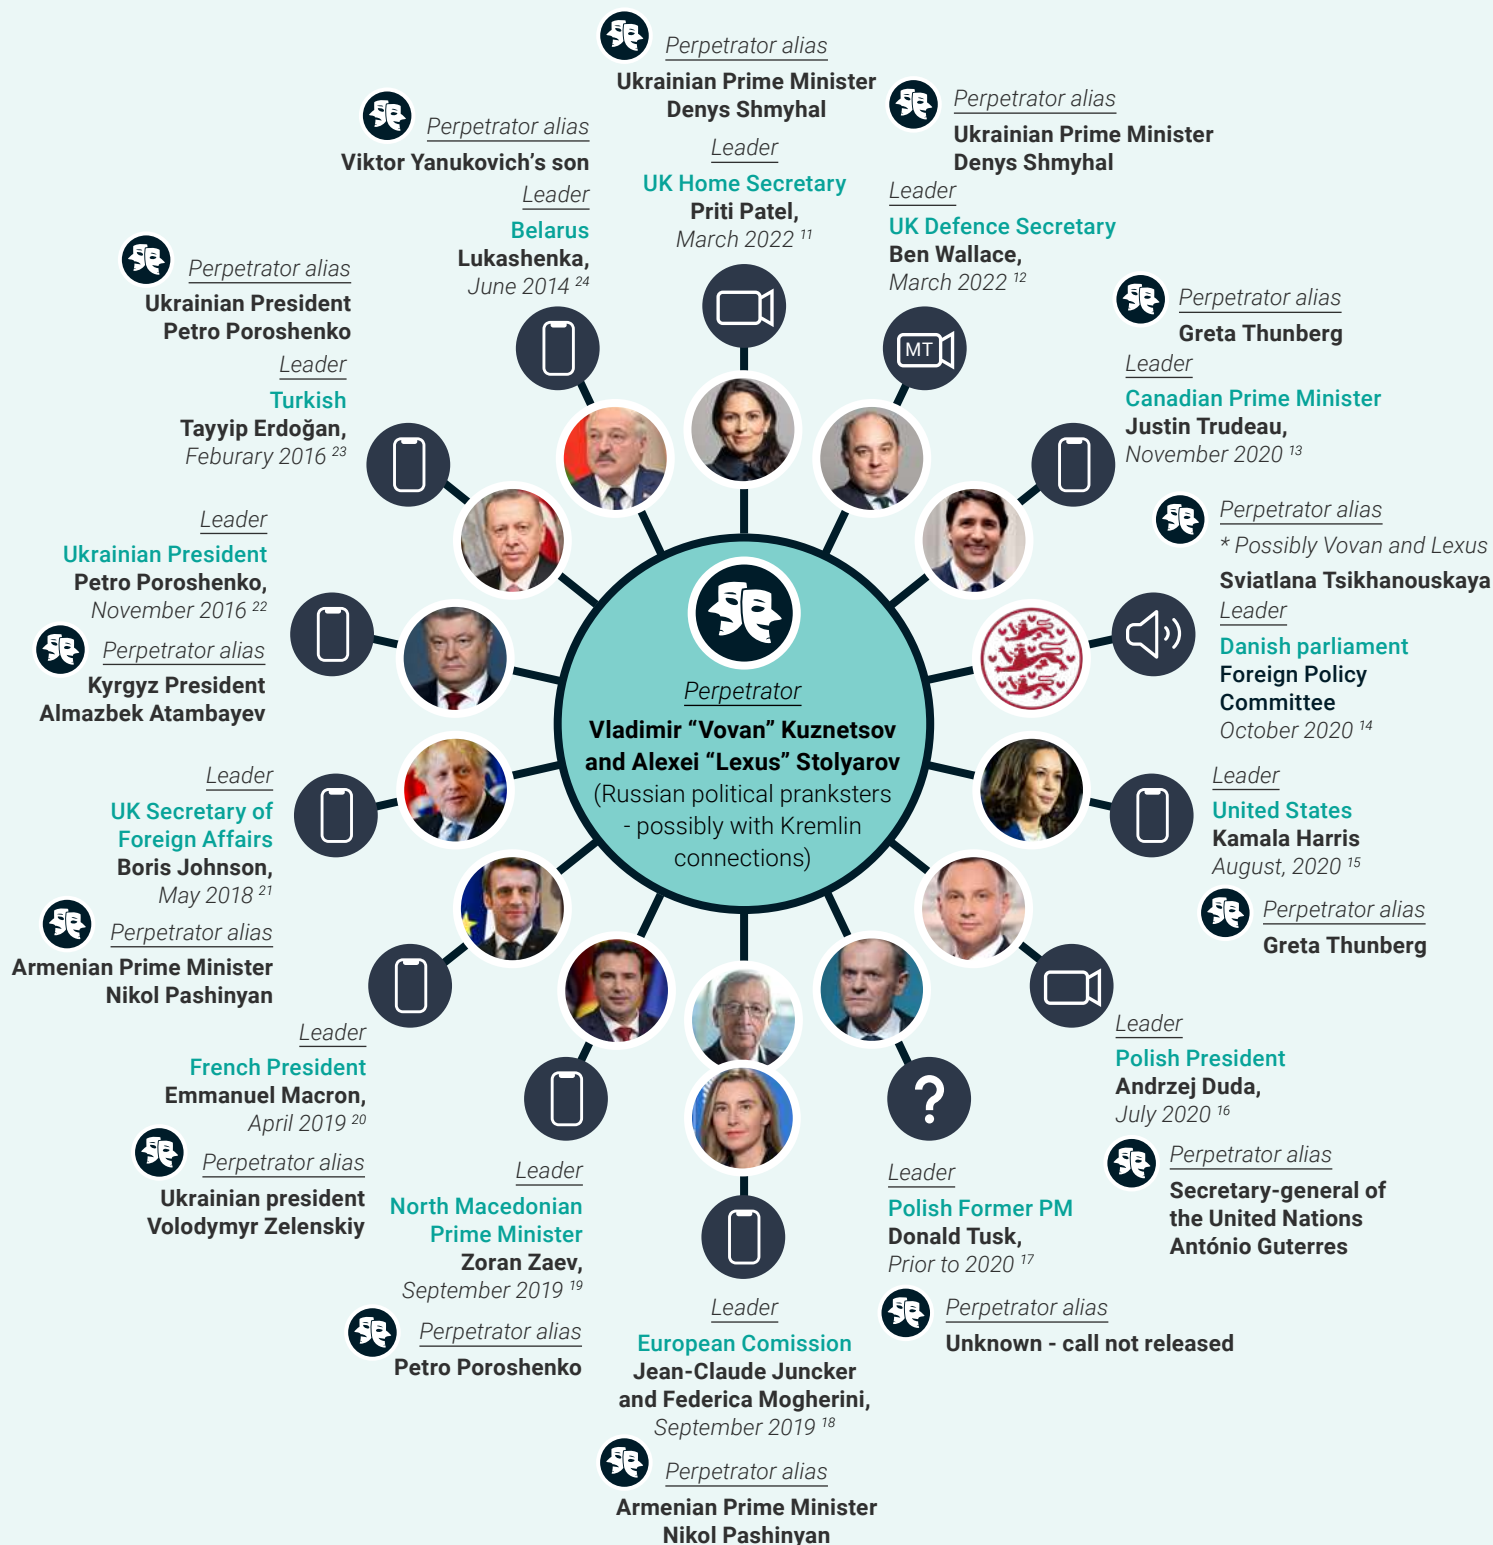 Perpetrator alias
Ukrainian Prime Minister
Denys Shmyhal
Leader
UK Home Secretary
Priti Patel,
March 2022 11
Perpetrator alias
Ukrainian Prime Minister
Denys Shmyhal
Leader
UK Defence Secretary
Ben Wallace,
March 2022 12
MT
Perpetrator alias
Greta Thunberg
Leader
Canadian Prime Minister
Justin Trudeau,
November 2020 13
Perpetrator alias
* Possibly Vovan and Lexus
Sviatlana Tsikhanouskaya
Leader
Danish parliament
Foreign Policy
Committee
October 2020 14
Leader
United States
Kamala Harris
August, 2020 15
Perpetrator alias
Greta Thunberg
Leader
Polish President
Andrzej Duda,
July 2020 16
Perpetrator alias
Secretary-general of
the United Nations
António Guterres
?
Leader
Polish Former PM
Donald Tusk,
Prior to 2020 17
Perpetrator alias
Unknown - call not released
Leader
European Comission
Jean-Claude Juncker
and Federica Mogherini,
September 2019 18
Perpetrator alias
Armenian Prime Minister
Nikol Pashinyan
Leader
North Macedonian
Prime Minister
Zoran Zaev,
September 2019 19
Perpetrator alias
Petro Poroshenko
Leader
French President
Emmanuel Macron,
April 2019 20
Perpetrator alias
Ukrainian president
Volodymyr Zelenskiy
Leader
UK Secretary of
Foreign Affairs
Boris Johnson,
May 2018 21
Perpetrator alias
Armenian Prime Minister
Nikol Pashinyan
Leader
Ukrainian President
Petro Poroshenko,
November 2016 22
Perpetrator alias
Kyrgyz President
Almazbek Atambayev
Perpetrator alias
Ukrainian President
Petro Poroshenko
Leader
Turkish
Tayyip Erdoğan,
Feburary 2016 23
Perpetrator alias
Viktor Yanukovich’s son
Leader
Belarus
Lukashenka,
June 2014 24
Perpetrator
Vladimir “Vovan” Kuznetsov
and Alexei “Lexus” Stolyarov
(Russian political pranksters
- possibly with Kremlin
connections)